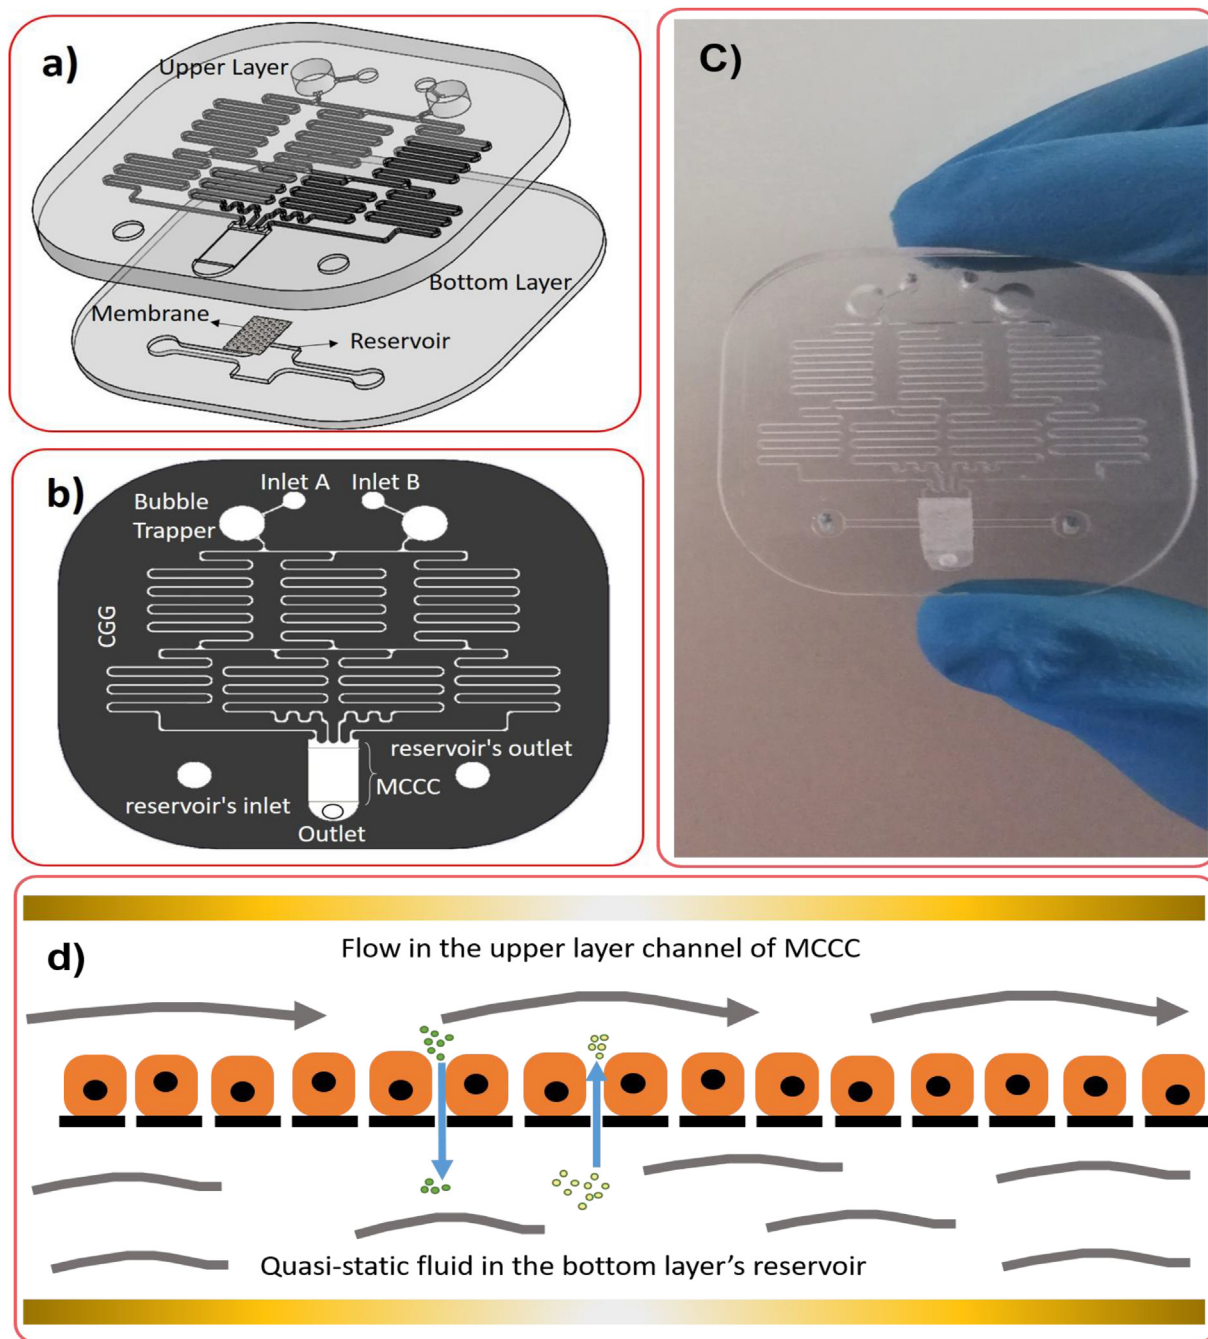 a)
Upper Layer
Bottom Layer
Membrane
Reservoir
b)
Inlet A
Inlet B
Bubble
Trapper
CGG
reservoir's outlet
MCCC
reservoir's inlet
Outlet
C)
d)
Flow in the upper layer channel of MCCC
Quasi-static fluid in the bottom layer's reservoir